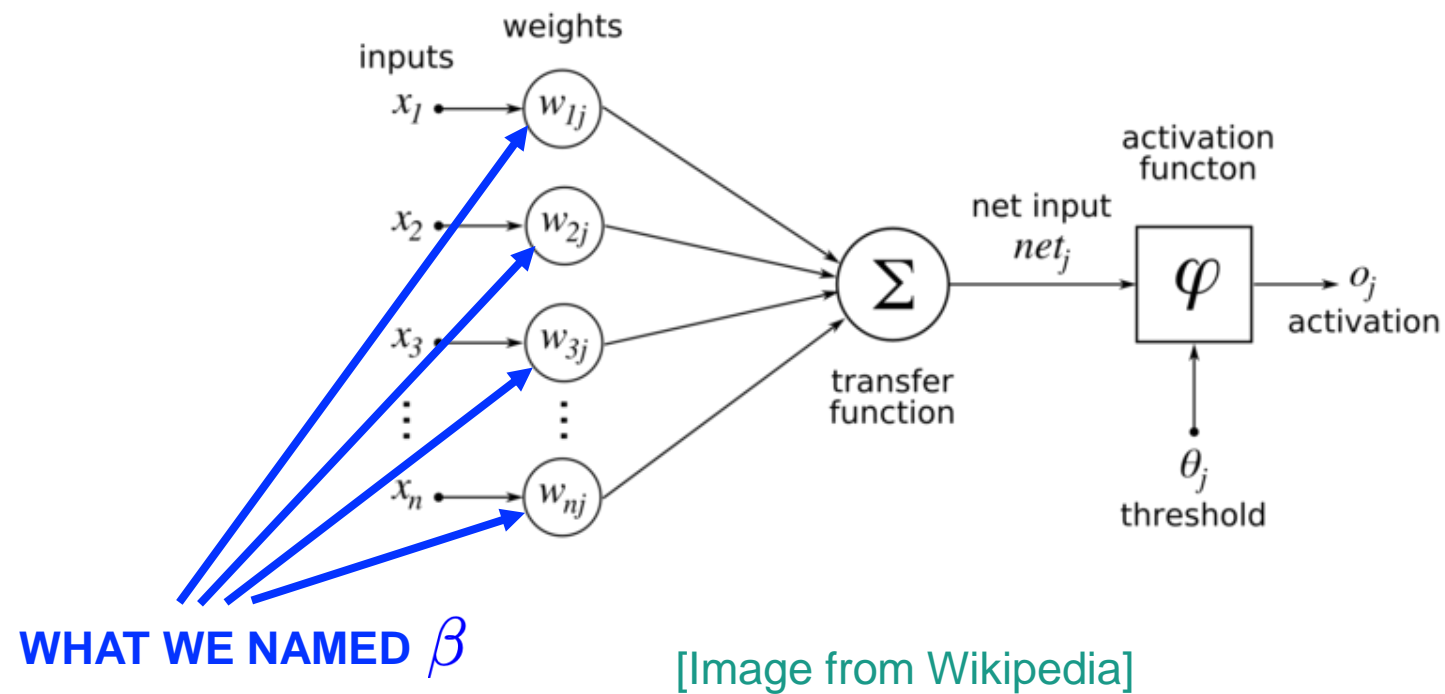 weights
inputs
x₁ w₁ⱼ
activation
functon
x₂ w₂ⱼ
net input
netⱼ
Σ
φ
oⱼ
activation
x₃ w₃ⱼ
transfer
function
⋮ ⋮
θⱼ
threshold
xₙ wₙⱼ
WHAT WE NAMED β
[Image from Wikipedia]